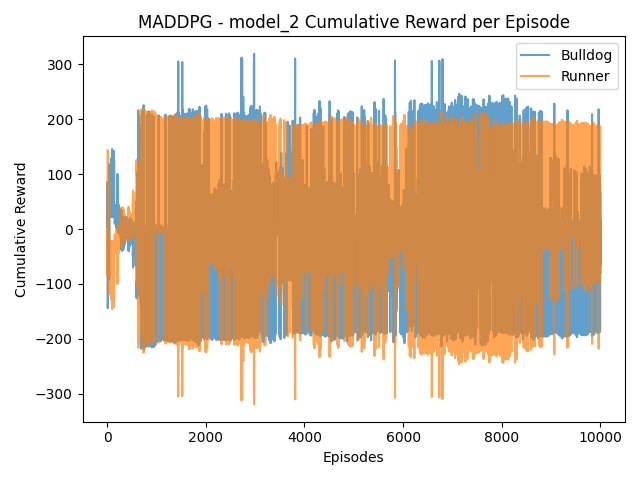 MADDPG - model_2 Cumulative Reward per Episode
Bulldog
Runner
Cumulative Reward
300
200
100
0
−100
−200
−300
0 2000 4000 6000 8000 10000
Episodes